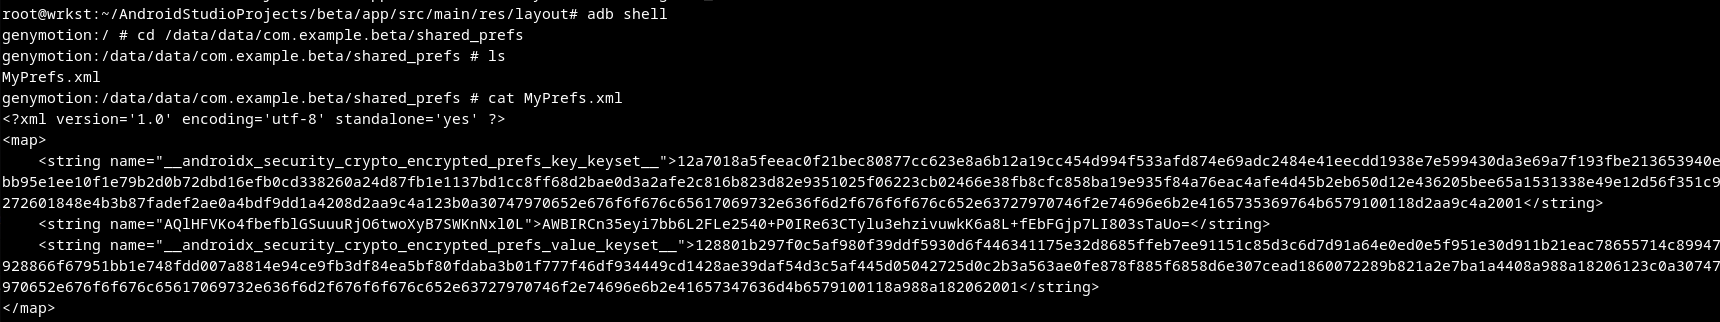 root@wrkst:~/AndroidStudioProjects/beta/app/src/main/res/layout# adb shell
genymotion:/ # cd /data/data/com.example.beta/shared_prefs
genymotion:/data/data/com.example.beta/shared_prefs # ls
MyPrefs.xml
genymotion:/data/data/com.example.beta/shared_prefs # cat MyPrefs.xml
<?xml version='1.0' encoding='utf-8' standalone='yes' ?>
<map>
    <string name="__androidx_security_crypto_encrypted_prefs_key_keyset__">12a7018a5feeac0f21bec80877cc623e8a6b12a19cc454d994f533afd874e69adc2484e41eecdd1938e7e599430da3e69a7f193fbe213653940e
bb95e1ee10f1e79b2d0b72dbd16efb0cd338260a24d87fb1e1137bd1cc8ff68d2bae0d3a2afe2c816b823d82e9351025f06223cb02466e38fb8cfc858ba19e935f84a76eac4afe4d45b2eb650d12e436205bee65a1531338e49e12d56f351c9
272601848e4b3b87fadef2ae0a4bdf9dd1a4208d2aa9c4a123b0a30747970652e676f6f676c65617069732e636f6d2f676f6f676c652e63727970746f2e74696e6b2e4165735369764b6579100118d2aa9c4a2001</string>
    <string name="AQlHFVKo4fbefblGSuuuRjO6twoXyB7SWKnNxl0L">AWBIRCn35eyi7bb6L2FLe2540+P0IRe63CTylu3ehzivuwkK6a8L+fEbFGjp7LI803sTaUo=</string>
    <string name="__androidx_security_crypto_encrypted_prefs_value_keyset__">128801b297f0c5af980f39ddf5930d6f446341175e32d8685ffeb7ee91151c85d3c6d7d91a64e0ed0e5f951e30d911b21eac78655714c89947
928866f67951bb1e748fdd007a8814e94ce9fb3df84ea5bf80fdaba3b01f777f46df934449cd1428ae39daf54d3c5af445d05042725d0c2b3a563ae0fe878f885f6858d6e307cead1860072289b821a2e7ba1a4408a988a18206123c0a30747
970652e676f6f676c65617069732e636f6d2f676f6f676c652e63727970746f2e74696e6b2e41657347636d4b6579100118a988a182062001</string>
</map>